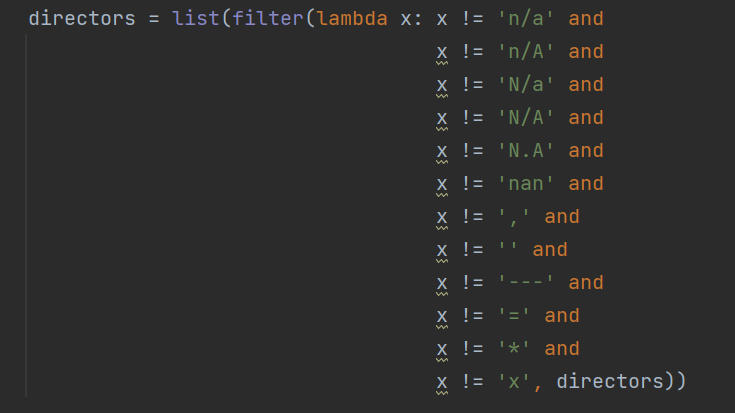 directors = list(filter(lambda x: x != 'n/a' and
x != 'n/A' and
x != 'N/a' and
x != 'N/A' and
x != 'N.A' and
x != 'nan' and
x != ',' and
x != '' and
x != '---' and
x != '=' and
x != '*' and
x != 'x', directors))